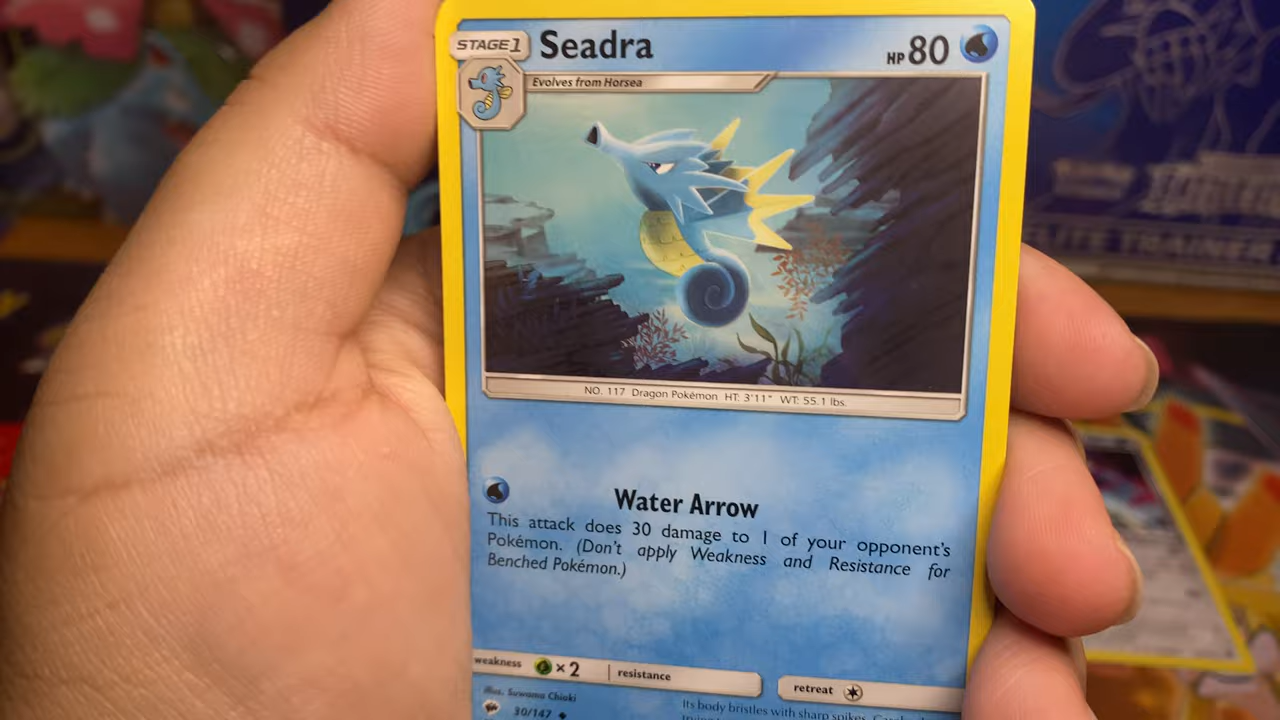 STAGE 1 Seadra HP 80
Evolves from Horsea
NO. 117 Dragon Pokémon HT: 3'11" WT: 55.1 lbs.
Water Arrow
This attack does 30 damage to 1 of your opponent's
Pokémon. (Don't apply Weakness and Resistance for
Benched Pokémon.)
weakness ×2 resistance retreat
Illus. Suwama Chiaki
30/147
Its body bristles with sharp spikes.
ELITE TRAINER